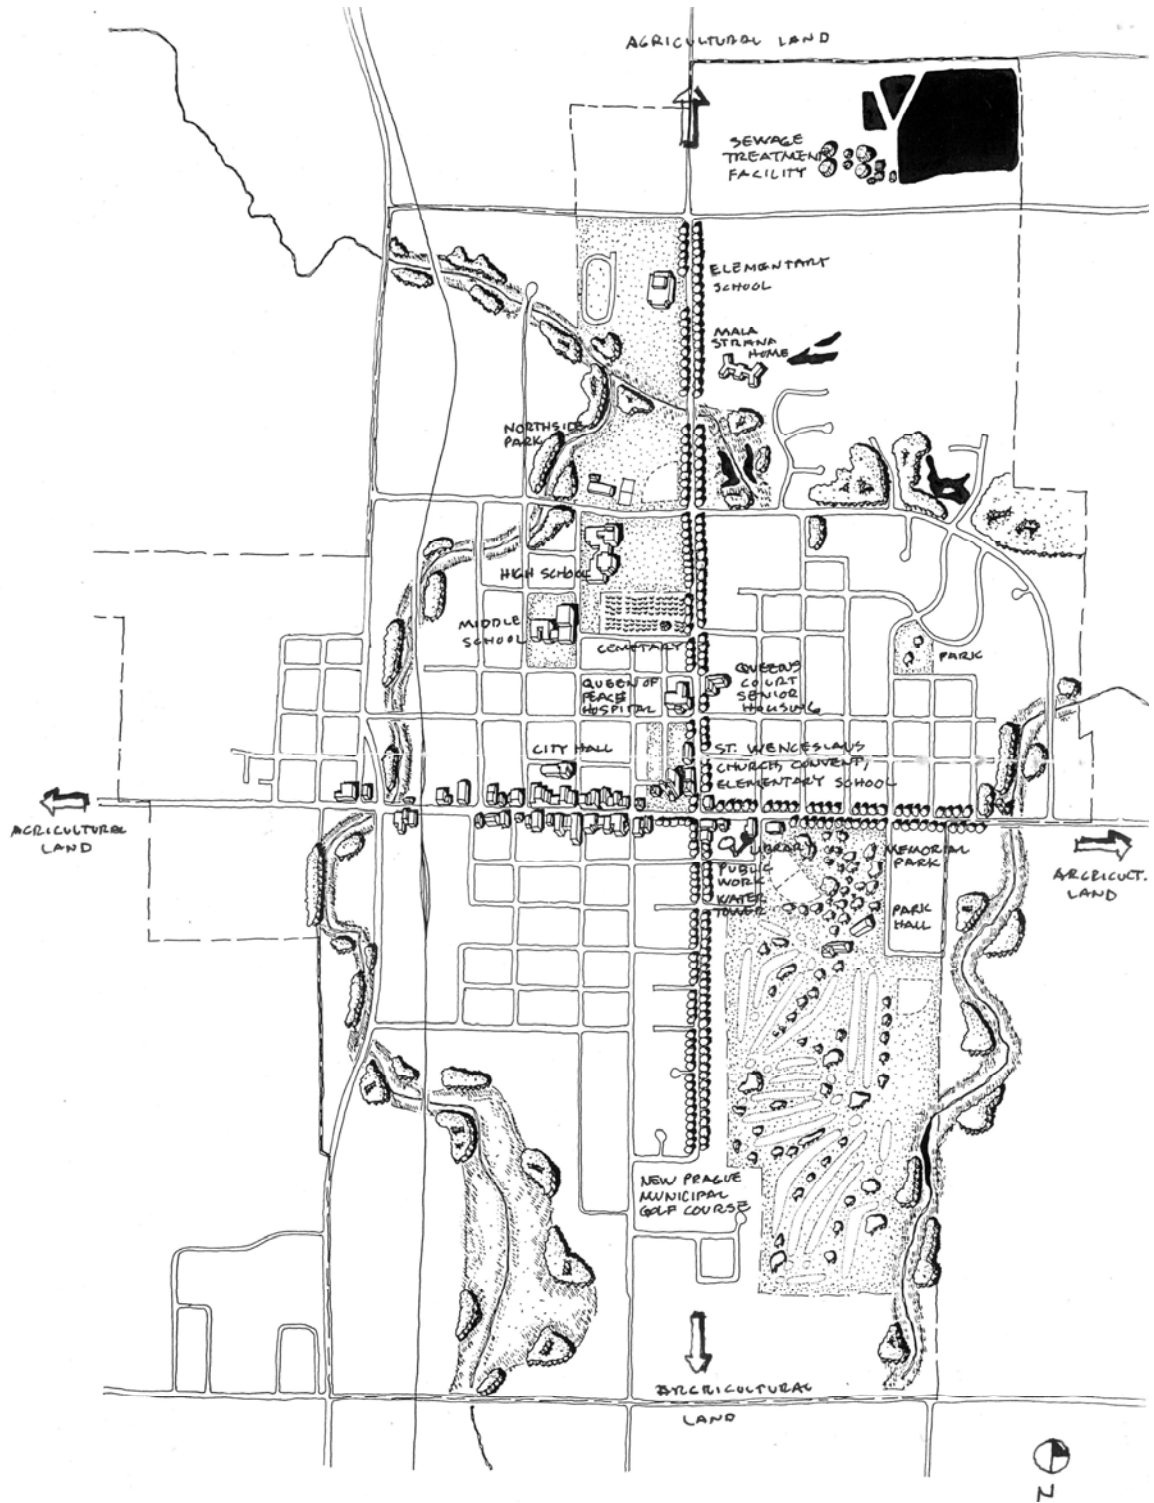 AGRICULTURAL LAND
SEWAGE
TREATMENT
FACILITY
ELEMENTARY
SCHOOL
MALA
STRANA
HOME
NORTHSIDE
PARK
HIGH SCHOOL
MIDDLE
SCHOOL
CEMETARY
PARK
QUEEN OF
PEACE
HOSPITAL
QUEENS
COURT
SENIOR
HOUSING
CITY HALL
ST. WENCESLAUS
CHURCH, CONVENT,
ELEMENTARY SCHOOL
AGRICULTURAL
LAND
LIBRARY
MEMORIAL
PARK
PUBLIC
WORK
WATER
TOWER
PARK
HALL
ARGRICULT.
LAND
NEW PRAGUE
MUNICIPAL
GOLF COURSE
ARGRICULTURAL
LAND
N